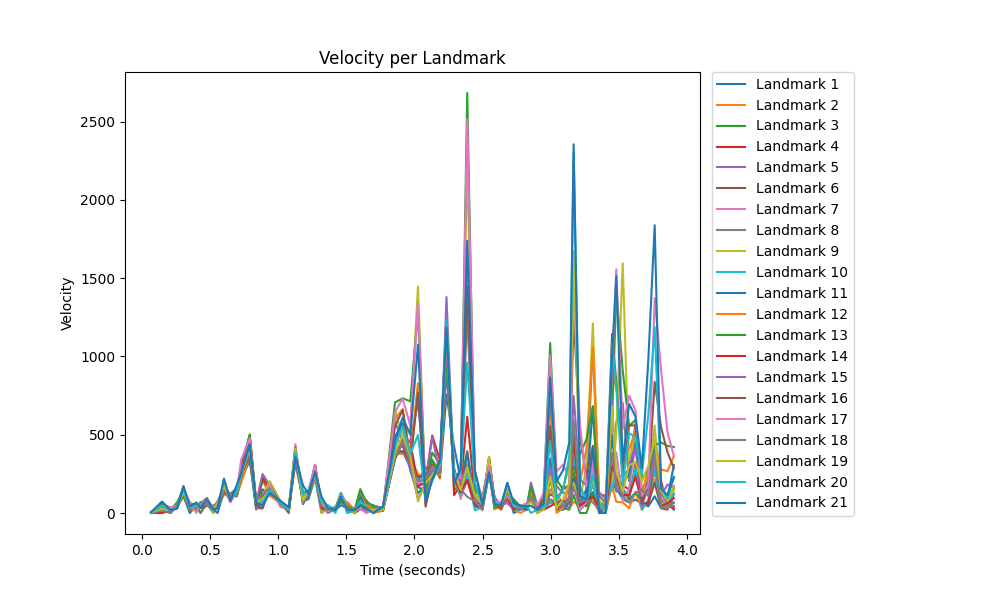 Velocity per Landmark
Velocity
2500
2000
1500
1000
500
0
0.0 0.5 1.0 1.5 2.0 2.5 3.0 3.5 4.0
Time (seconds)
Landmark 1
Landmark 2
Landmark 3
Landmark 4
Landmark 5
Landmark 6
Landmark 7
Landmark 8
Landmark 9
Landmark 10
Landmark 11
Landmark 12
Landmark 13
Landmark 14
Landmark 15
Landmark 16
Landmark 17
Landmark 18
Landmark 19
Landmark 20
Landmark 21